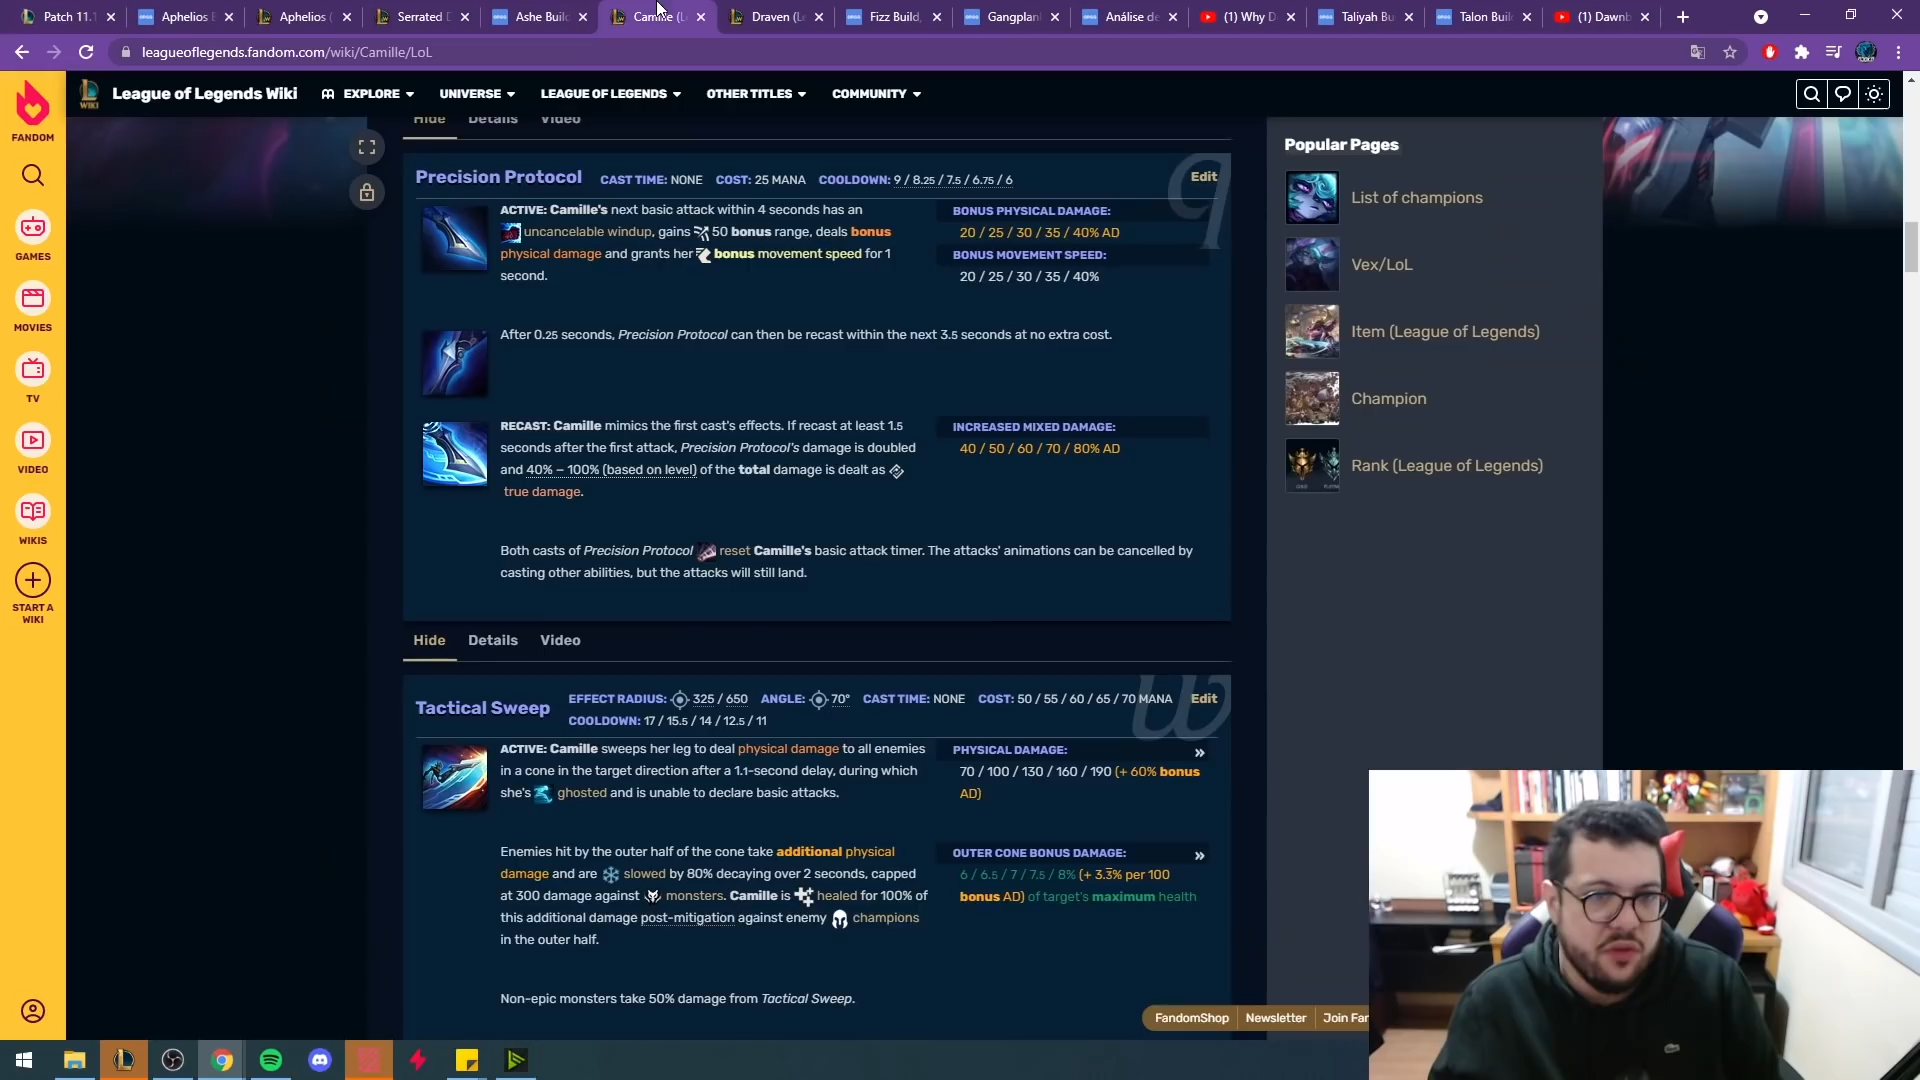 Patch 11.1
Aphelios B
Aphelios (
Serrated D
Ashe Buil
Camille (L
Draven (L
Fizz Build,
Gangplank
Análise de
(1) Why D
Taliyah Bu
Talon Buil
(1) Dawnb
leagueoflegends.fandom.com/wiki/Camille/LoL
League of Legends Wiki
EXPLORE
UNIVERSE
LEAGUE OF LEGENDS
OTHER TITLES
COMMUNITY
FANDOM
GAMES
MOVIES
TV
VIDEO
WIKIS
START A
WIKI
Hide Details Video
Precision Protocol CAST TIME: NONE COST: 25 MANA COOLDOWN: 9 / 8.25 / 7.5 / 6.75 / 6 Edit
q
ACTIVE: Camille's next basic attack within 4 seconds has an
uncancelable windup, gains 50 bonus range, deals bonus
physical damage and grants her bonus movement speed for 1
second.
BONUS PHYSICAL DAMAGE:
20 / 25 / 30 / 35 / 40% AD
BONUS MOVEMENT SPEED:
20 / 25 / 30 / 35 / 40%
After 0.25 seconds, Precision Protocol can then be recast within the next 3.5 seconds at no extra cost.
RECAST: Camille mimics the first cast's effects. If recast at least 1.5
seconds after the first attack, Precision Protocol's damage is doubled
and 40% – 100% (based on level) of the total damage is dealt as
true damage.
INCREASED MIXED DAMAGE:
40 / 50 / 60 / 70 / 80% AD
Both casts of Precision Protocol reset Camille's basic attack timer. The attacks' animations can be cancelled by
casting other abilities, but the attacks will still land.
Hide Details Video
Tactical Sweep
EFFECT RADIUS: 325 / 650 ANGLE: 70° CAST TIME: NONE COST: 50 / 55 / 60 / 65 / 70 MANA
COOLDOWN: 17 / 15.5 / 14 / 12.5 / 11
Edit
w
ACTIVE: Camille sweeps her leg to deal physical damage to all enemies
in a cone in the target direction after a 1.1-second delay, during which
she's ghosted and is unable to declare basic attacks.
PHYSICAL DAMAGE: »
70 / 100 / 130 / 160 / 190 (+ 60% bonus
AD)
Enemies hit by the outer half of the cone take additional physical
damage and are slowed by 80% decaying over 2 seconds, capped
at 300 damage against monsters. Camille is healed for 100% of
this additional damage post-mitigation against enemy champions
in the outer half.
OUTER CONE BONUS DAMAGE: »
6 / 6.5 / 7 / 7.5 / 8% (+ 3.3% per 100
bonus AD) of target's maximum health
Non-epic monsters take 50% damage from Tactical Sweep.
Popular Pages
List of champions
Vex/LoL
Item (League of Legends)
Champion
Rank (League of Legends)
FandomShop
Newsletter
Join Fan